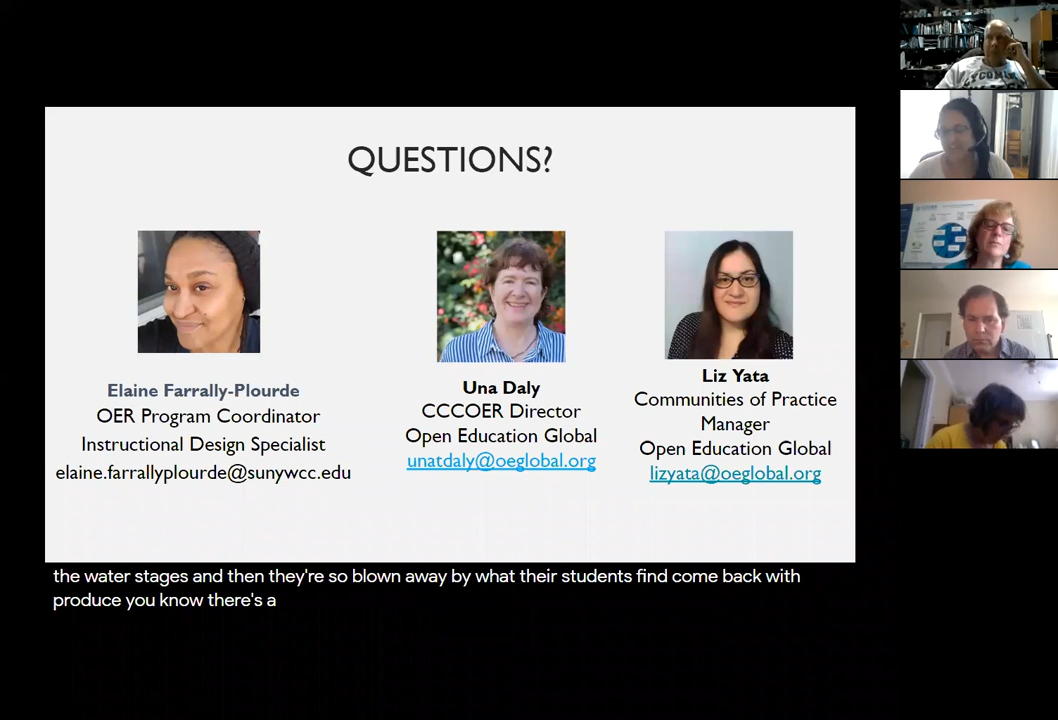 QUESTIONS?
Elaine Farrally-Plourde
OER Program Coordinator
Instructional Design Specialist
elaine.farrallyplourde@sunywcc.edu
Una Daly
CCCOER Director
Open Education Global
unatdaly@oeglobal.org
Liz Yata
Communities of Practice
Manager
Open Education Global
lizyata@oeglobal.org
the water stages and then they're so blown away by what their students find come back with
produce you know there's a